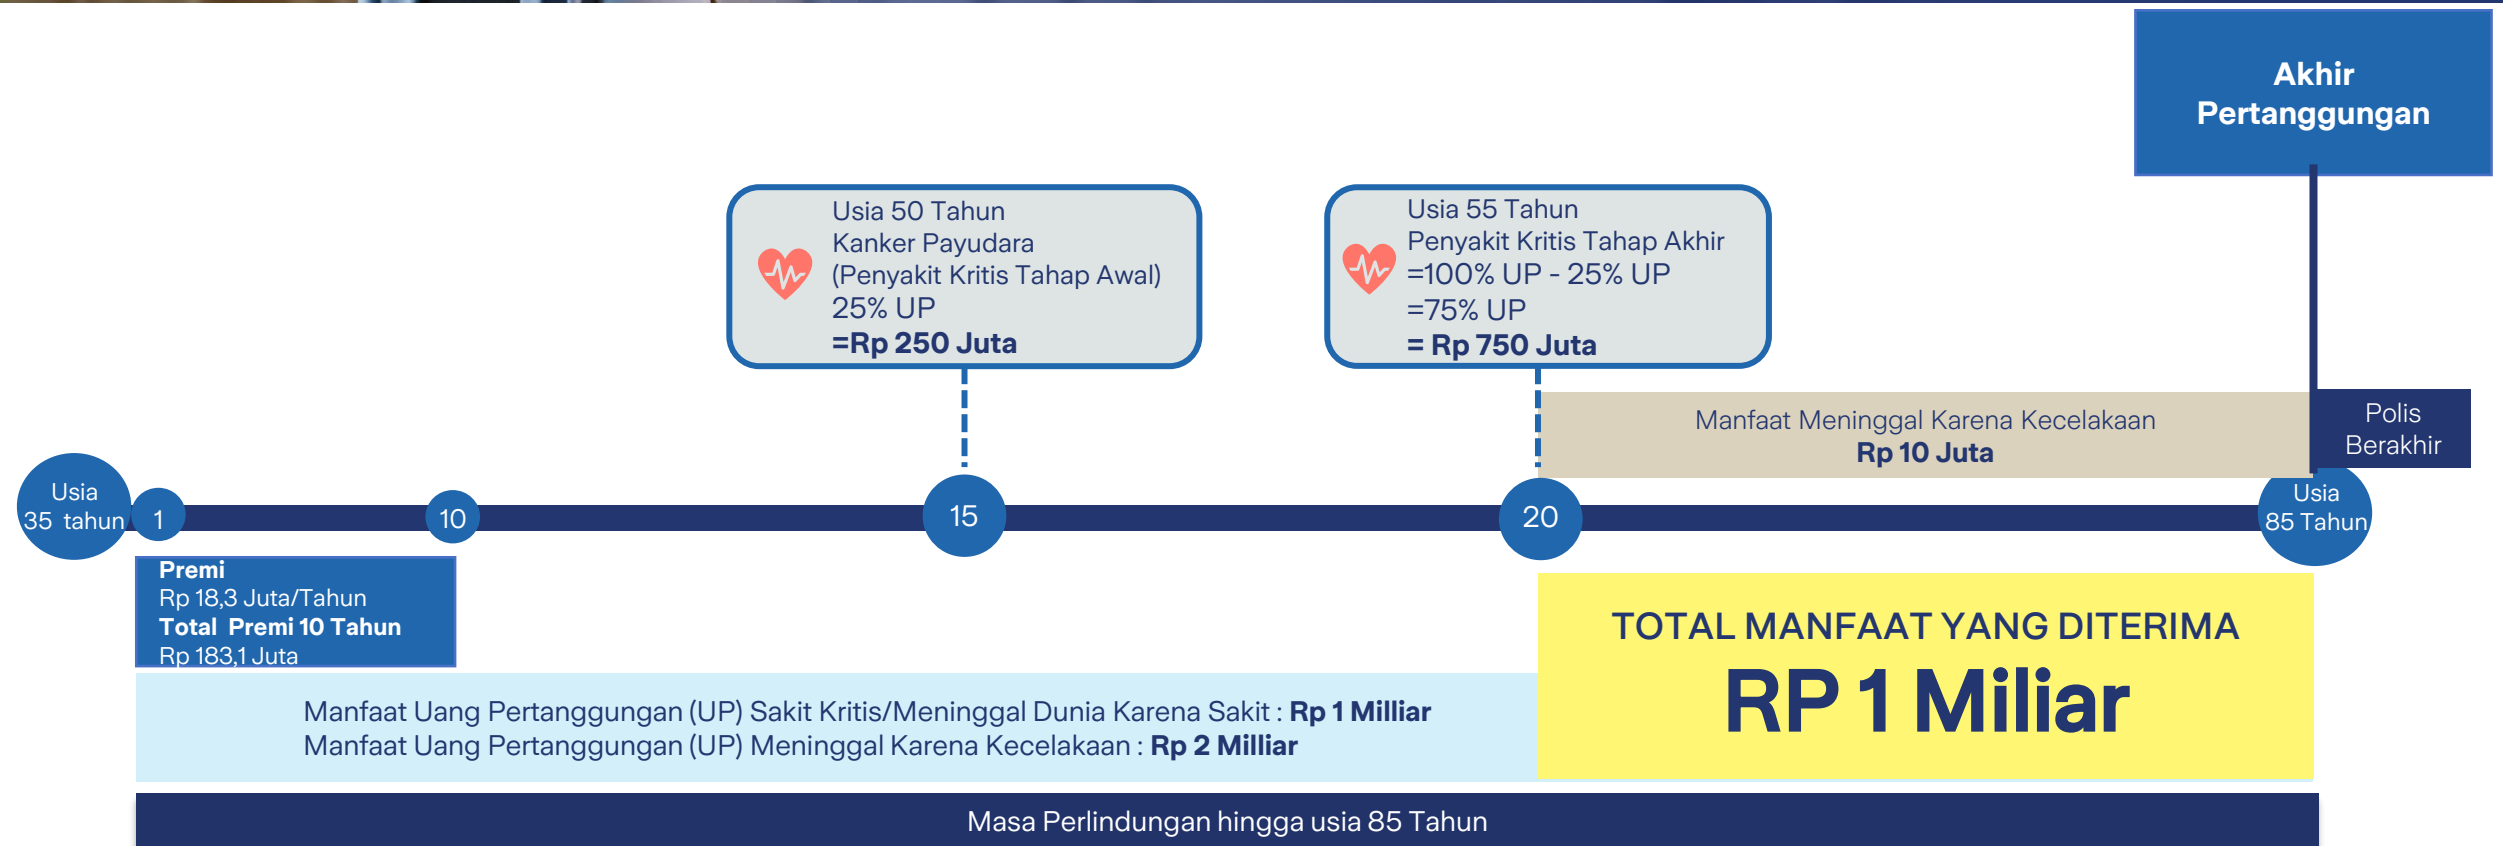 Akhir
Pertanggungan
Usia 50 Tahun
Kanker Payudara
(Penyakit Kritis Tahap Awal)
25% UP
=Rp 250 Juta
Usia 55 Tahun
Penyakit Kritis Tahap Akhir
=100% UP - 25% UP
=75% UP
= Rp 750 Juta
Manfaat Meninggal Karena Kecelakaan
Rp 10 Juta
Polis
Berakhir
Usia
35 tahun
1
10
15
20
Usia
85 Tahun
Premi
Rp 18,3 Juta/Tahun
Total Premi 10 Tahun
Rp 183,1 Juta
TOTAL MANFAAT YANG DITERIMA
RP 1 Miliar
Manfaat Uang Pertanggungan (UP) Sakit Kritis/Meninggal Dunia Karena Sakit : Rp 1 Milliar
Manfaat Uang Pertanggungan (UP) Meninggal Karena Kecelakaan : Rp 2 Milliar
Masa Perlindungan hingga usia 85 Tahun